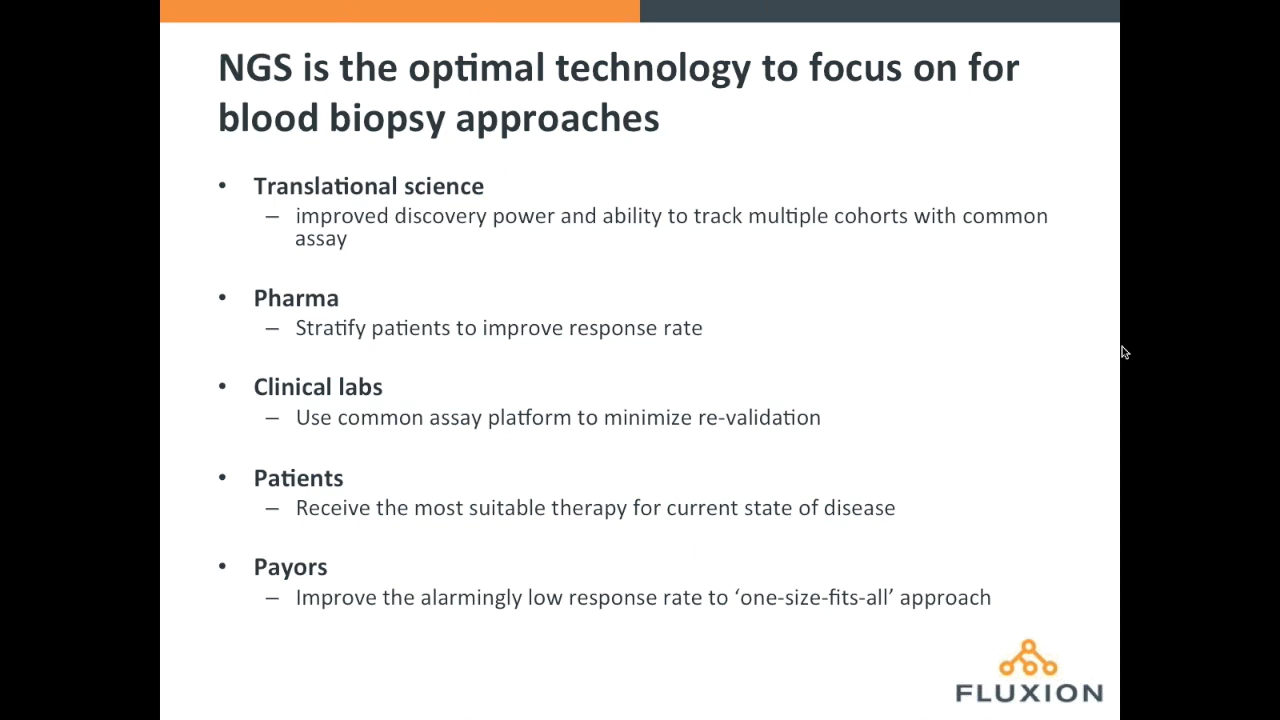 NGS is the optimal technology to focus on for
blood biopsy approaches
• Translational science
– improved discovery power and ability to track multiple cohorts with common
assay
• Pharma
– Stratify patients to improve response rate
• Clinical labs
– Use common assay platform to minimize re-validation
• Patients
– Receive the most suitable therapy for current state of disease
• Payors
– Improve the alarmingly low response rate to ‘one-size-fits-all’ approach
FLUXION